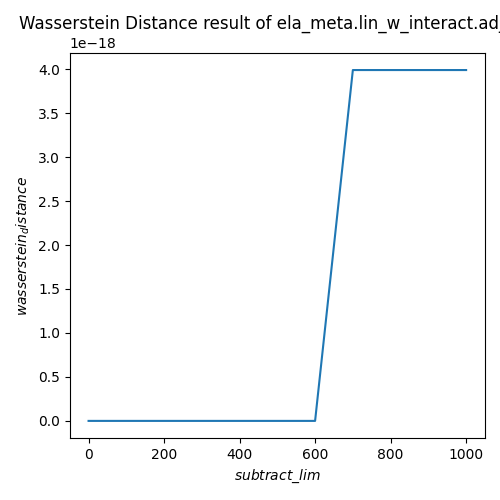 Wasserstein Distance result of ela_meta.lin_w_interact.ad
1e−18
4.0
3.5
3.0
2.5
2.0
1.5
1.0
0.5
0.0
wasserstein_distance
0 200 400 600 800 1000
subtract_lim